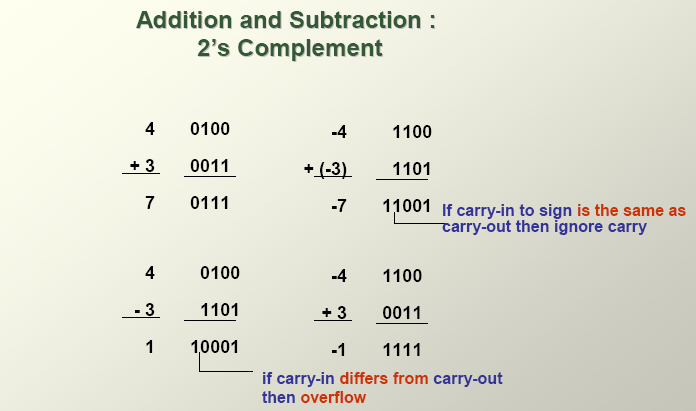 Addition and Subtraction :
2’s Complement
4 0100
+ 3 0011
7 0111
-4 1100
+ (-3) 1101
-7 11001
If carry-in to sign is the same as
carry-out then ignore carry
4 0100
- 3 1101
1 10001
if carry-in differs from carry-out
then overflow
-4 1100
+ 3 0011
-1 1111